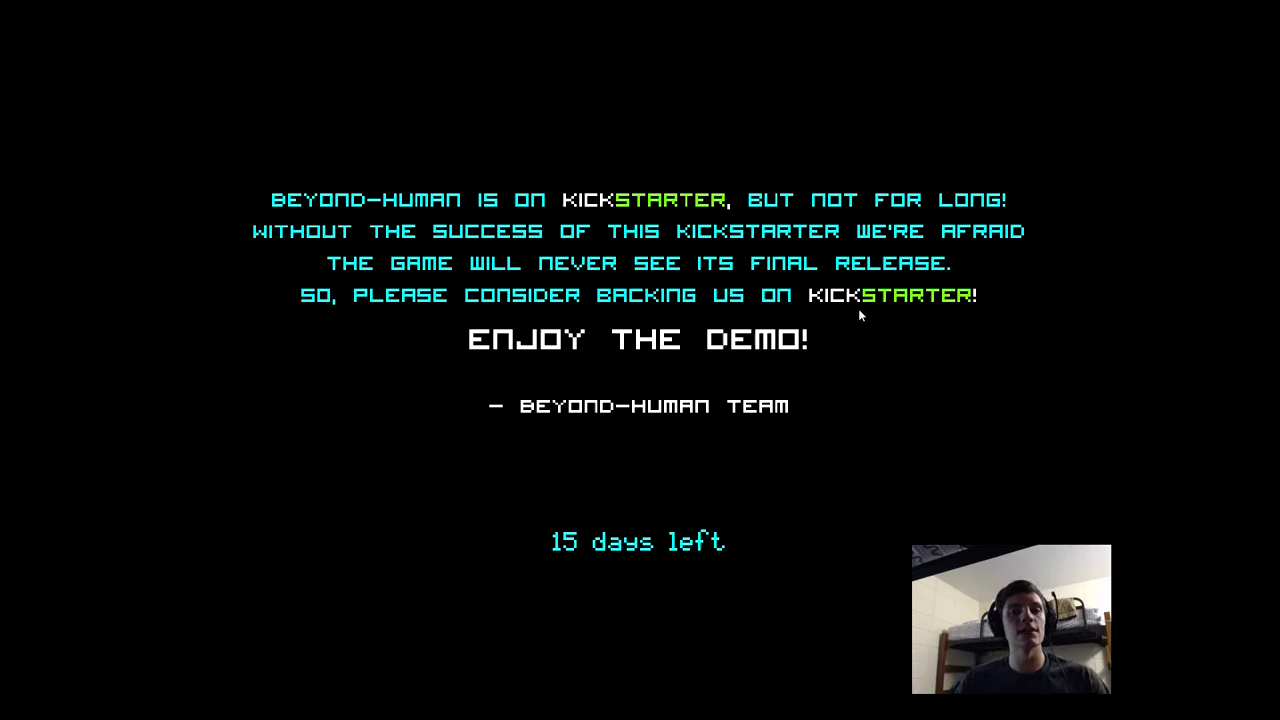 BEYOND-HUMAN IS ON KICKSTARTER, BUT NOT FOR LONG!
WITHOUT THE SUCCESS OF THIS KICKSTARTER WE'RE AFRAID
THE GAME WILL NEVER SEE ITS FINAL RELEASE.
SO, PLEASE CONSIDER BACKING US ON KICKSTARTER!
ENJOY THE DEMO!
- BEYOND-HUMAN TEAM
15 days left